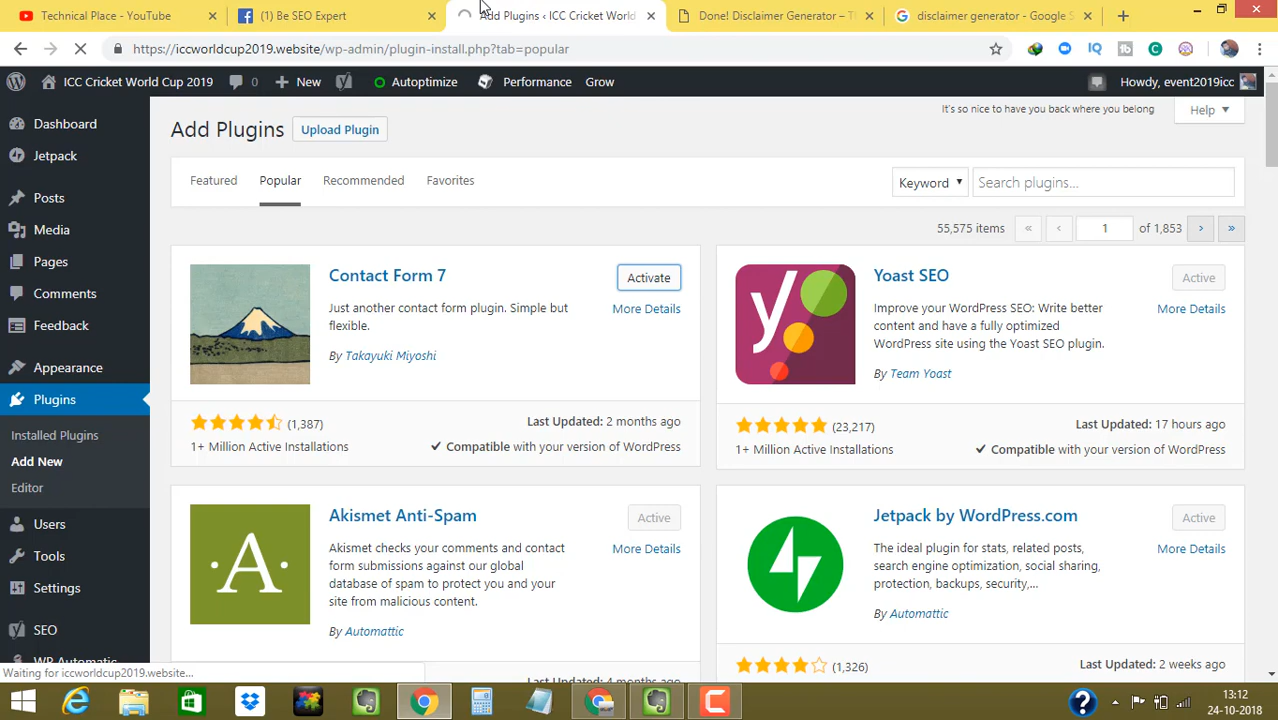 Technical Place - YouTube
(1) Be SEO Expert
Add Plugins ‹ ICC Cricket World
Done! Disclaimer Generator – T
disclaimer generator - Google S
https://iccworldcup2019.website/wp-admin/plugin-install.php?tab=popular
ICC Cricket World Cup 2019
0
New
Autoptimize
Performance
Grow
Howdy, event2019icc
Dashboard
Jetpack
Posts
Media
Pages
Comments
Feedback
Appearance
Plugins
Installed Plugins
Add New
Editor
Users
Tools
Settings
SEO
WP Automatic
It's so nice to have you back where you belong
Help
Add Plugins
Upload Plugin
Featured
Popular
Recommended
Favorites
Keyword
Search plugins...
55,575 items
«
‹
1
of 1,853
›
»
Contact Form 7
Activate
More Details
Just another contact form plugin. Simple but
flexible.
By Takayuki Miyoshi
(1,387)
1+ Million Active Installations
Last Updated: 2 months ago
Compatible with your version of WordPress
Yoast SEO
Active
More Details
Improve your WordPress SEO: Write better
content and have a fully optimized
WordPress site using the Yoast SEO plugin.
By Team Yoast
(23,217)
1+ Million Active Installations
Last Updated: 17 hours ago
Compatible with your version of WordPress
Akismet Anti-Spam
Active
More Details
Akismet checks your comments and contact
form submissions against our global
database of spam to protect you and your
site from malicious content.
By Automattic
Jetpack by WordPress.com
Active
More Details
The ideal plugin for stats, related posts,
search engine optimization, social sharing,
protection, backups, security,...
By Automattic
(1,326)
Last Updated: 2 weeks ago
Waiting for iccworldcup2019.website...
13:12
24-10-2018